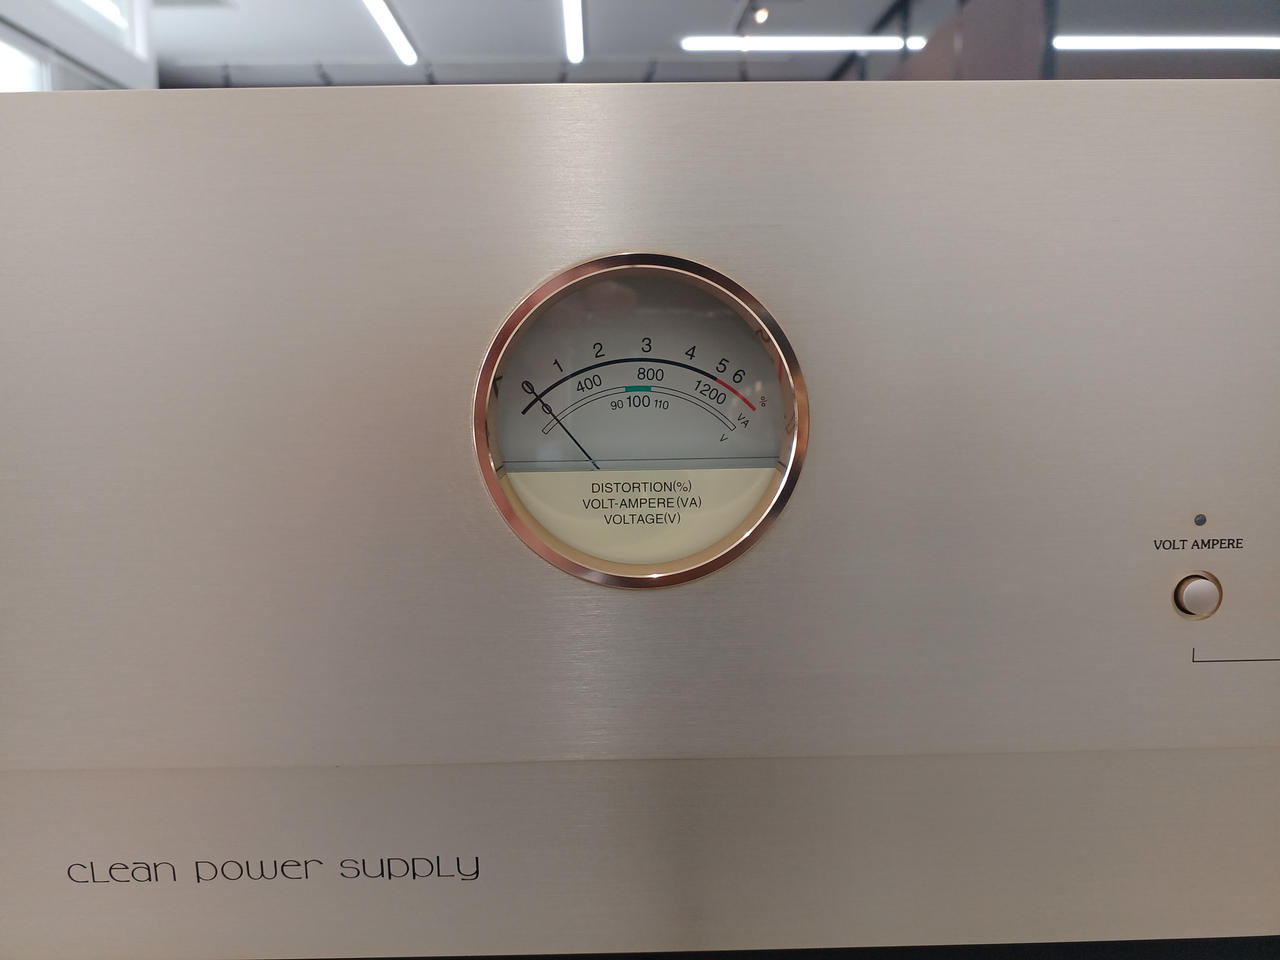 0 1 2 3 4 5 6 %
0 400 800 1200 VA
90 100 110 V
DISTORTION(%)
VOLT-AMPERE(VA)
VOLTAGE(V)
VOLT AMPERE
cLean power suppLy